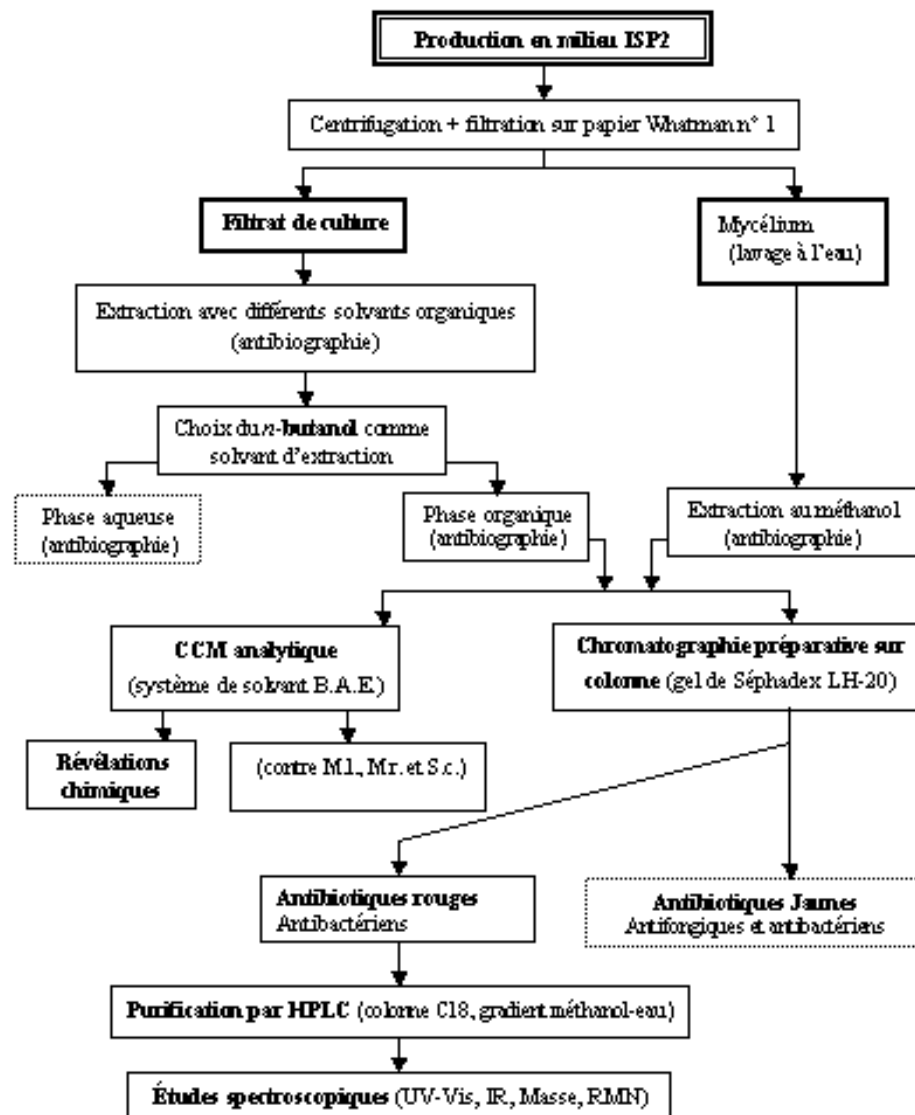 Production en milieu ISP2
Centrifugation + filtration sur papier Whatman n° 1
Filtrat de culture
Mycélium
(lavage à l'eau)
Extraction avec différents solvants organiques
(antibiographie)
Choix du n-butanol comme
solvant d'extraction
Phase aqueuse
(antibiographie)
Phase organique
(antibiographie)
Extraction au méthanol
(antibiographie)
CCM analytique
(système de solvant B.A.E.)
Chromatographie préparative sur
colonne (gel de Séphadex LH-20)
Révélations
chimiques
(contre M.l., M.r. et S.c.)
Antibiotiques rouges
Antibactériens
Antibiotiques Jaunes
Antifongiques et antibactériens
Purification par HPLC (colonne C18, gradient méthanol-eau)
Études spectroscopiques (UV-Vis, IR, Masse, RMN)